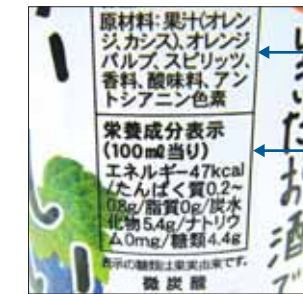 原材料:果汁(オレン
ジ、カシス)、オレンジ
パルプ、スピリッツ、
香料、酸味料、アン
トシアニン色素
栄養成分表示
(100mℓ当り)
エネルギー47kcal
/たんぱく質0.2~
0.8g/脂質0g/炭水
化物5.4g/ナトリウ
ム0mg/糖類4.4g
表示の糖類は果実由来です。
微炭酸
お酒で